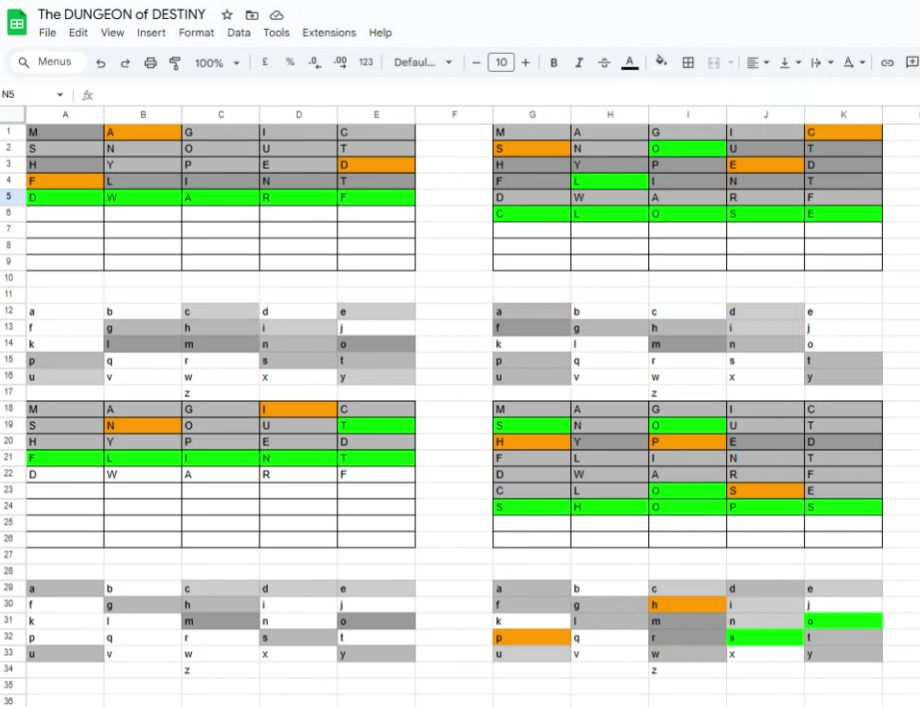 The DUNGEON of DESTINY
File Edit View Insert Format Data Tools Extensions Help
Menus 100% £ % .0 .00 123 Defaul... − 10 + B I A A
N5 fx
A B C D E F G H I J K
1 M A G I C M A G I C
2 S N O U T S N O U T
3 H Y P E D H Y P E D
4 F L I N T F L I N T
5 D W A R F D W A R F
6 C L O S E
7
8
9
10
11
12 a b c d e a b c d e
13 f g h i j f g h i j
14 k l m n o k l m n o
15 p q r s t p q r s t
16 u v w x y u v w x y
17 z z
18 M A G I C M A G I C
19 S N O U T S N O U T
20 H Y P E D H Y P E D
21 F L I N T F L I N T
22 D W A R F D W A R F
23 C L O S E
24 S H O P S
25
26
27
28
29 a b c d e a b c d e
30 f g h i j f g h i j
31 k l m n o k l m n o
32 p q r s t p q r s t
33 u v w x y u v w x y
34 z z
35
36